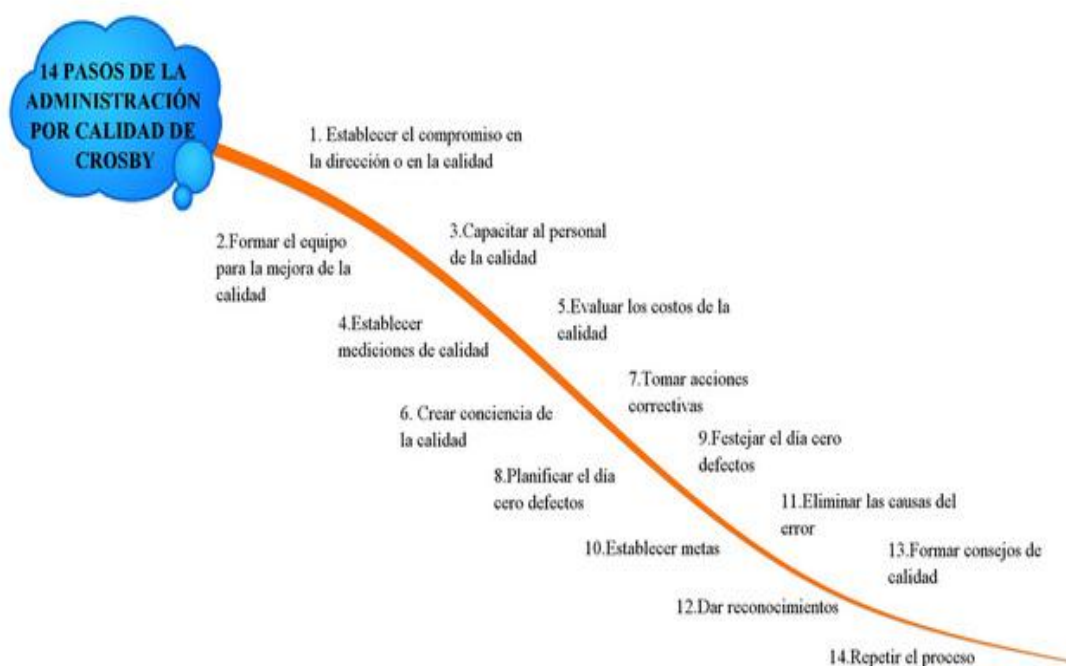 14 PASOS DE LA
ADMINISTRACIÓN
POR CALIDAD DE
CROSBY
1. Establecer el compromiso en
la dirección o en la calidad
2.Formar el equipo
para la mejora de la
calidad
3.Capacitar al personal
de la calidad
4.Establecer
mediciones de calidad
5.Evaluar los costos de la
calidad
6. Crear conciencia de
la calidad
7.Tomar acciones
correctivas
8.Planificar el día
cero defectos
9.Festejar el día cero
defectos
10.Establecer metas
11.Eliminar las causas del
error
12.Dar reconocimientos
13.Formar consejos de
calidad
14.Repetir el proceso